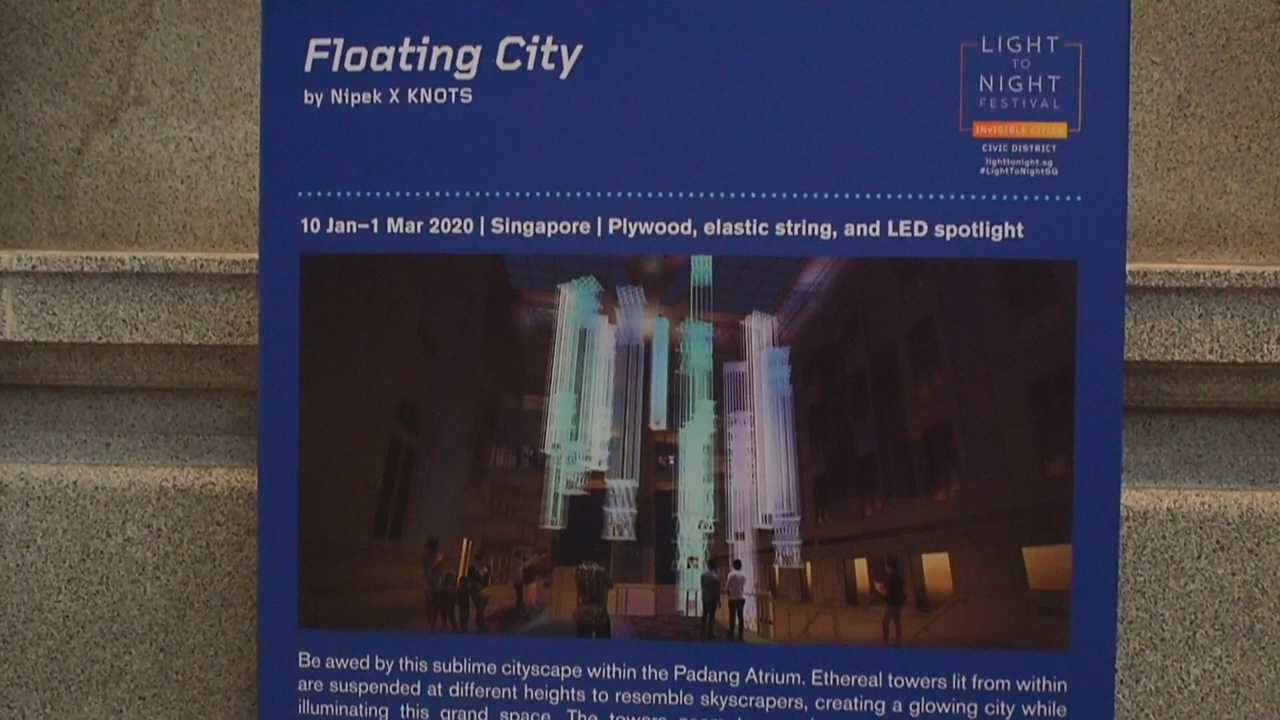 Floating City
by Nipek X KNOTS
LIGHT
TO
NIGHT
FESTIVAL
INVISIBLE CITIES
CIVIC DISTRICT
lighttonight.sg
#LightToNightSG
10 Jan–1 Mar 2020 | Singapore | Plywood, elastic string, and LED spotlight
Be awed by this sublime cityscape within the Padang Atrium. Ethereal towers lit from within
are suspended at different heights to resemble skyscrapers, creating a glowing city while
illuminating this grand space. The towers